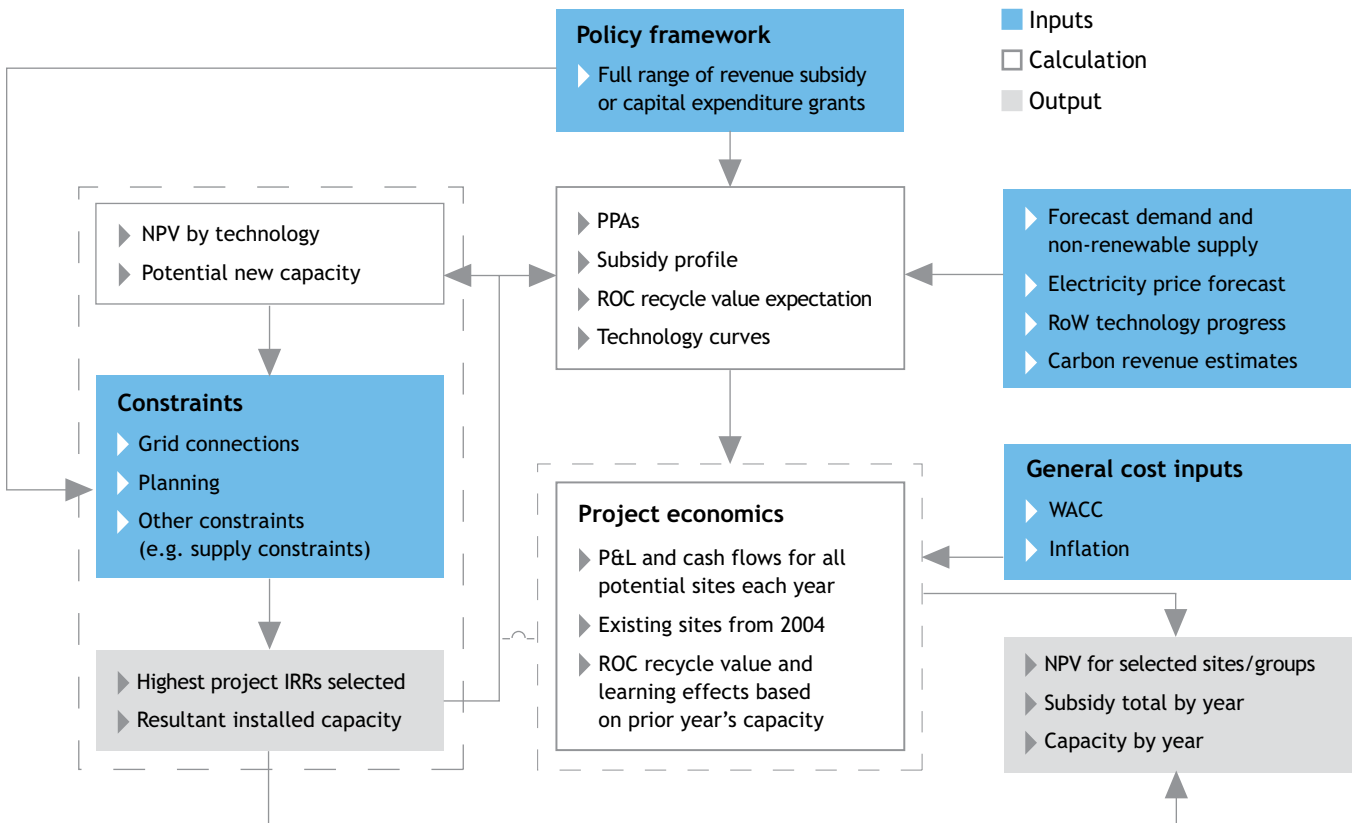 Policy framework
Full range of revenue subsidy
or capital expenditure grants
Inputs
Calculation
Output
NPV by technology
Potential new capacity
PPAs
Subsidy profile
ROC recycle value expectation
Technology curves
Forecast demand and
non-renewable supply
Electricity price forecast
RoW technology progress
Carbon revenue estimates
Constraints
Grid connections
Planning
Other constraints
(e.g. supply constraints)
Project economics
P&L and cash flows for all
potential sites each year
Existing sites from 2004
ROC recycle value and
learning effects based
on prior year's capacity
General cost inputs
WACC
Inflation
Highest project IRRs selected
Resultant installed capacity
NPV for selected sites/groups
Subsidy total by year
Capacity by year